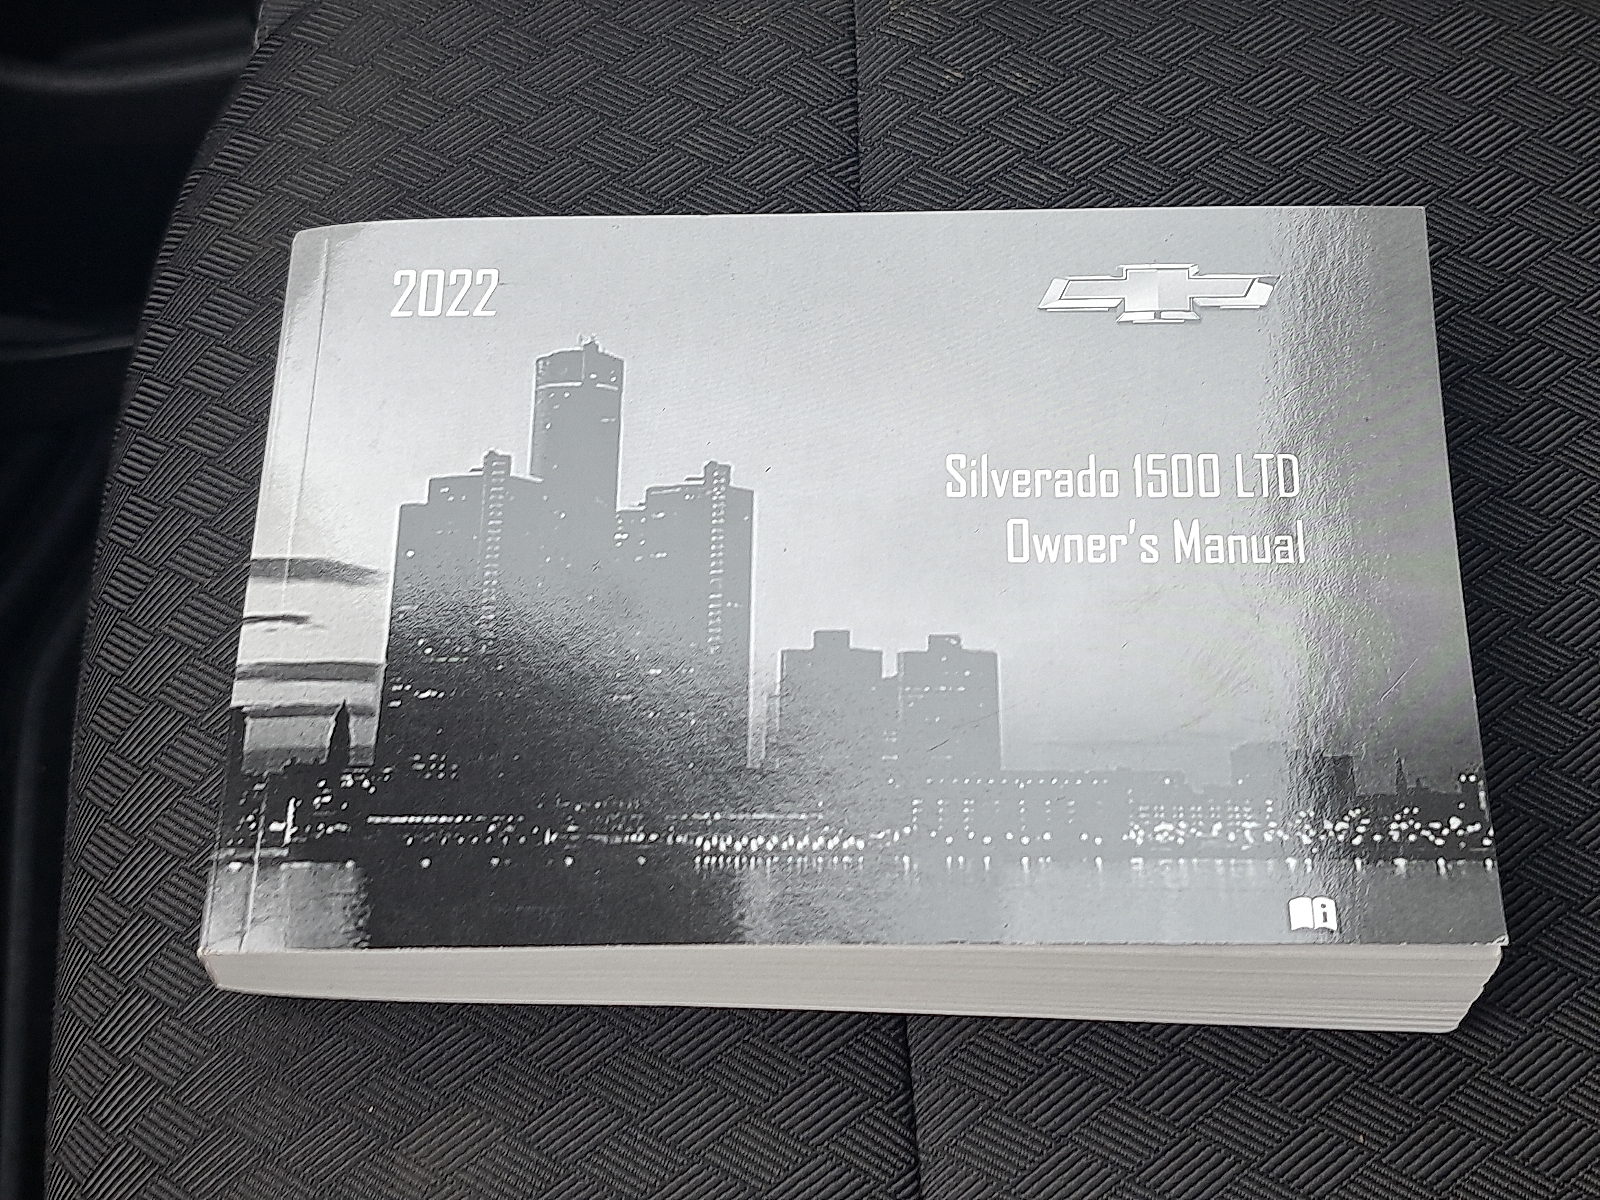 2022
Silverado 1500 LTD
Owner's Manual